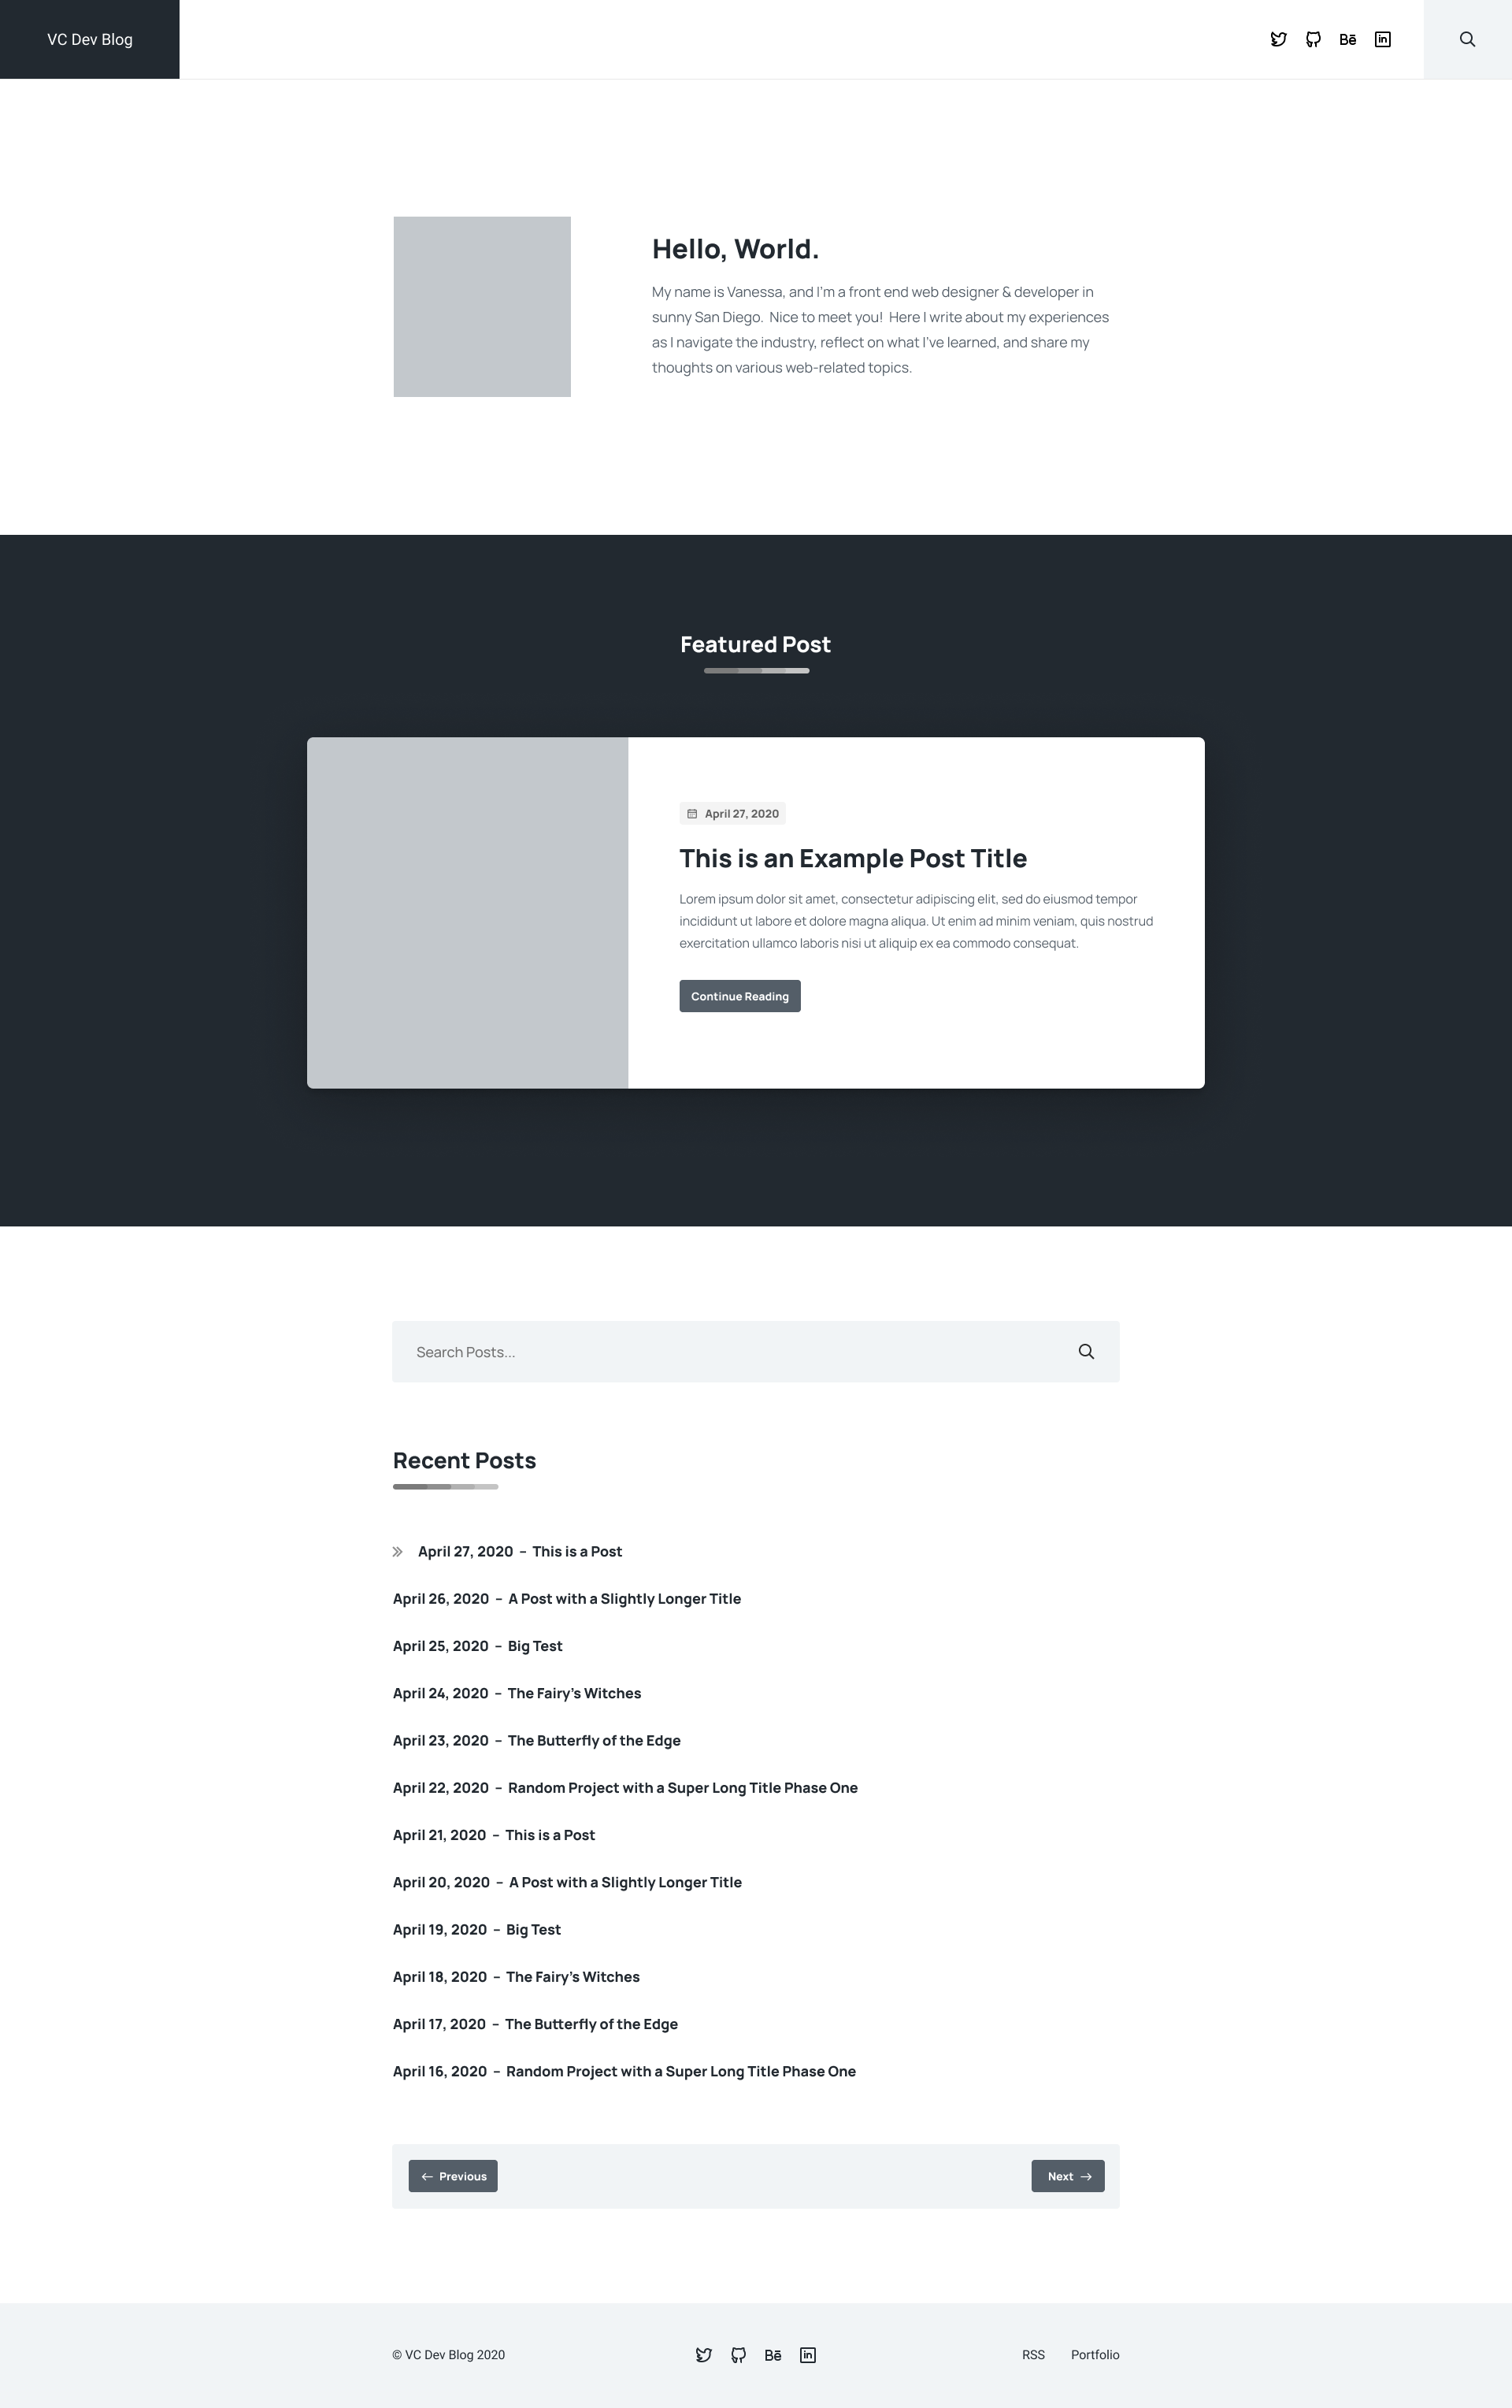 VC Dev Blog
Hello, World.
My name is Vanessa, and I'm a front end web designer & developer in
sunny San Diego.  Nice to meet you!  Here I write about my experiences
as I navigate the industry, reflect on what I've learned, and share my
thoughts on various web-related topics.
Featured Post
April 27, 2020
This is an Example Post Title
Lorem ipsum dolor sit amet, consectetur adipiscing elit, sed do eiusmod tempor
incididunt ut labore et dolore magna aliqua. Ut enim ad minim veniam, quis nostrud
exercitation ullamco laboris nisi ut aliquip ex ea commodo consequat.
Continue Reading
Search Posts...
Recent Posts
April 27, 2020 – This is a Post
April 26, 2020 – A Post with a Slightly Longer Title
April 25, 2020 – Big Test
April 24, 2020 – The Fairy's Witches
April 23, 2020 – The Butterfly of the Edge
April 22, 2020 – Random Project with a Super Long Title Phase One
April 21, 2020 – This is a Post
April 20, 2020 – A Post with a Slightly Longer Title
April 19, 2020 – Big Test
April 18, 2020 – The Fairy's Witches
April 17, 2020 – The Butterfly of the Edge
April 16, 2020 – Random Project with a Super Long Title Phase One
Previous
Next
© VC Dev Blog 2020
RSS
Portfolio